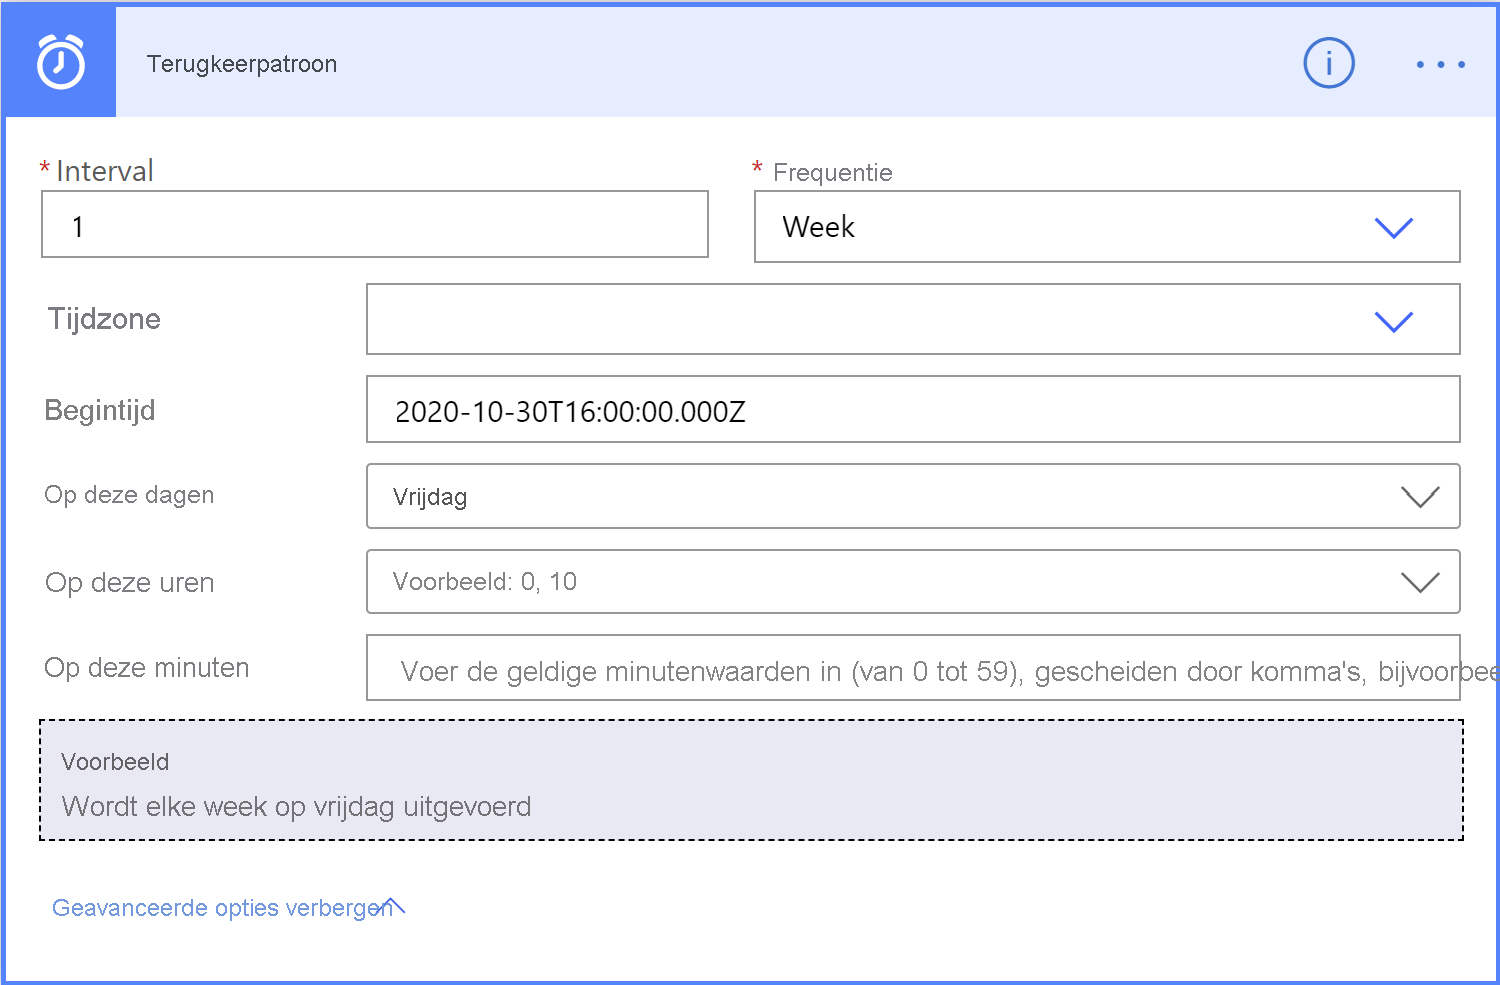 Terugkeerpatroon
* Interval
* Frequentie
1
Week
Tijdzone
Begintijd
2020-10-30T16:00:00.000Z
Op deze dagen
Vrijdag
Op deze uren
Voorbeeld: 0, 10
Op deze minuten
Voer de geldige minutenwaarden in (van 0 tot 59), gescheiden door komma's, bijvoorbee
Voorbeeld
Wordt elke week op vrijdag uitgevoerd
Geavanceerde opties verbergen